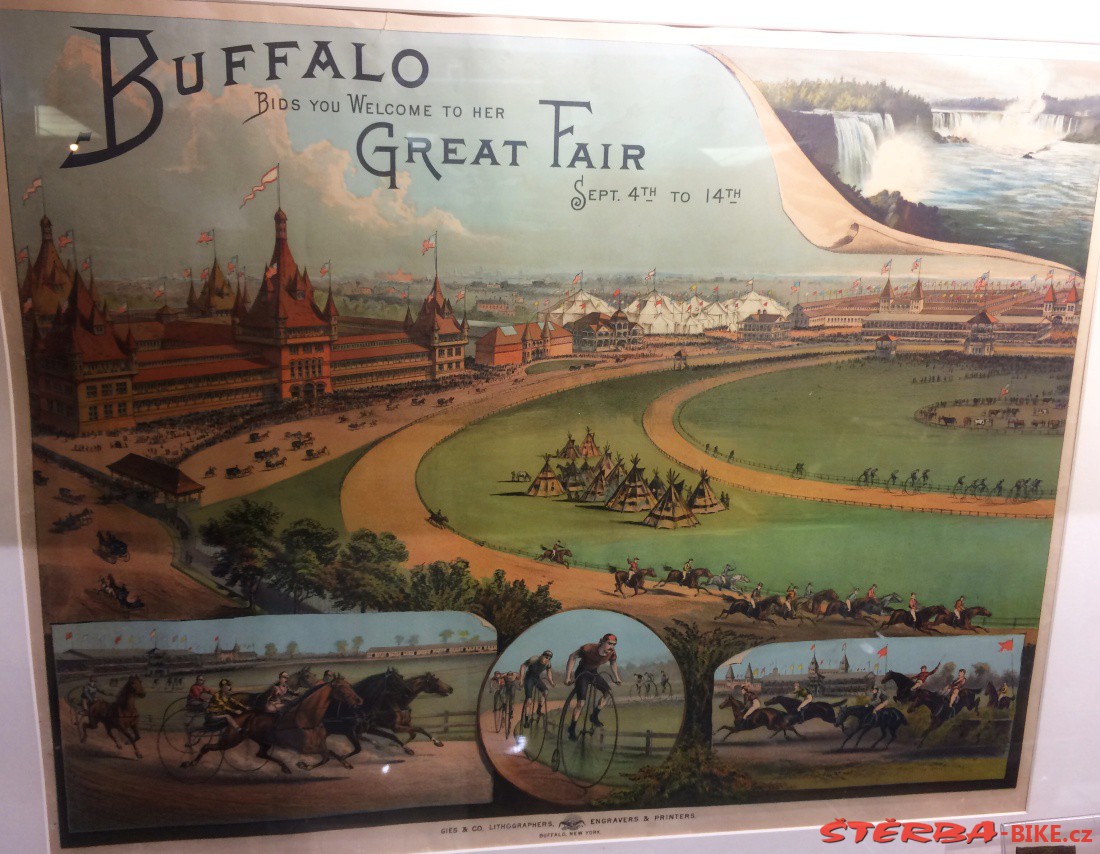 BUFFALO
BIDS YOU WELCOME TO HER
GREAT FAIR
SEPT. 4TH TO 14TH
GIES & CO. LITHOGRAPHERS, ENGRAVERS & PRINTERS.
BUFFALO, NEW YORK.
ŠTĚRBA-BIKE.cz